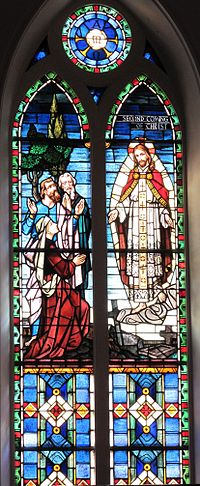 SECOND COMING
OF CHRIST